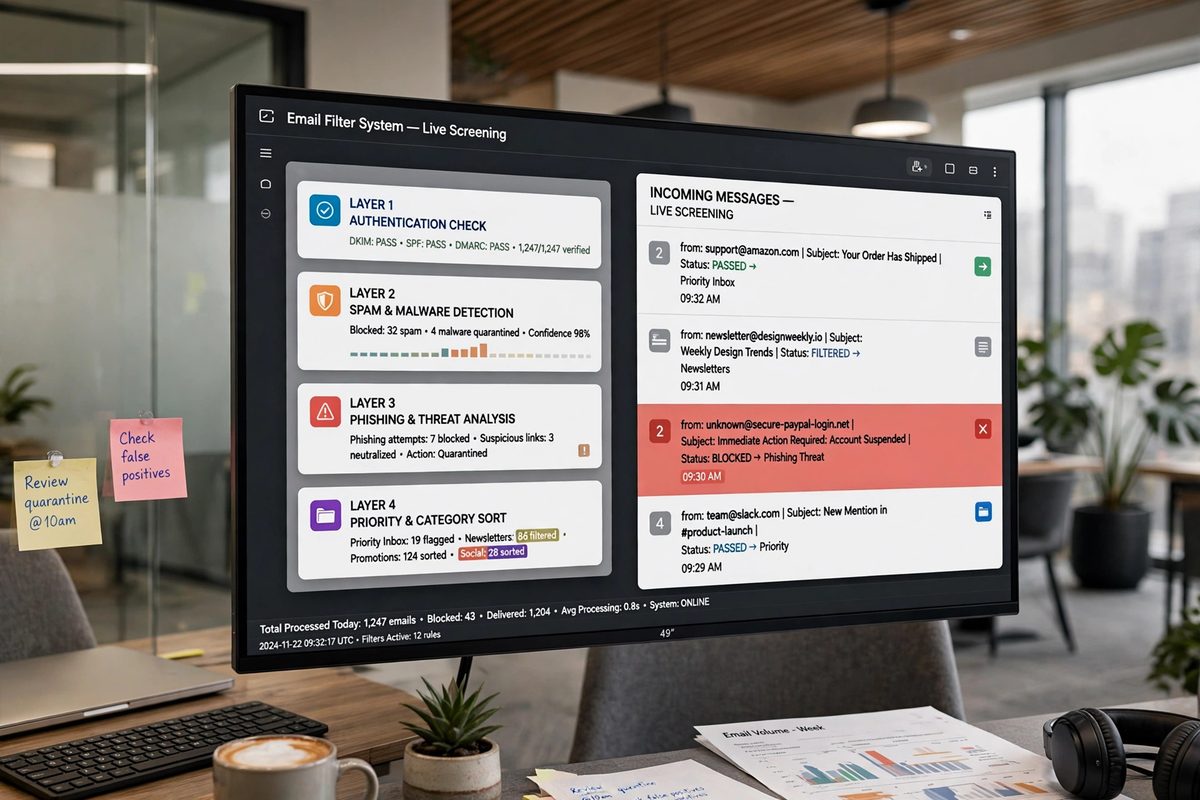 Email Filter System — Live Screening
LAYER 1
AUTHENTICATION CHECK
DKIM: PASS • SPF: PASS • DMARC: PASS • 1,247/1,247 verified
LAYER 2
SPAM & MALWARE DETECTION
Blocked: 32 spam • 4 malware quarantined • Confidence 98%
LAYER 3
PHISHING & THREAT ANALYSIS
Phishing attempts: 7 blocked • Suspicious links: 3
neutralized • Action: Quarantined
LAYER 4
PRIORITY & CATEGORY SORT
Priority Inbox: 19 flagged • Newsletters: 86 filtered •
Promotions: 124 sorted • Social: 28 sorted
INCOMING MESSAGES —
LIVE SCREENING
2
from: support@amazon.com | Subject: Your Order Has Shipped |
Status: PASSED →
Priority Inbox
09:32 AM
from: newsletter@designweekly.io | Subject:
Weekly Design Trends | Status: FILTERED →
Newsletters
09:31 AM
2
from: unknown@secure-paypal-login.net |
Subject: Immediate Action Required: Account Suspended |
Status: BLOCKED → Phishing Threat
09:30 AM
4
from: team@slack.com | Subject: New Mention in
#product-launch |
Status: PASSED → Priority
09:29 AM
Total Processed Today: 1,247 emails • Blocked: 43 • Delivered: 1,204 • Avg Processing: 0.8s • System: ONLINE
2024-11-22 09:32:17 UTC • Filters Active: 12 rules
49"
Check
false
positives
Review
quarantine
@10am
Email Volume - Week
Review quarantine
@10am false positives